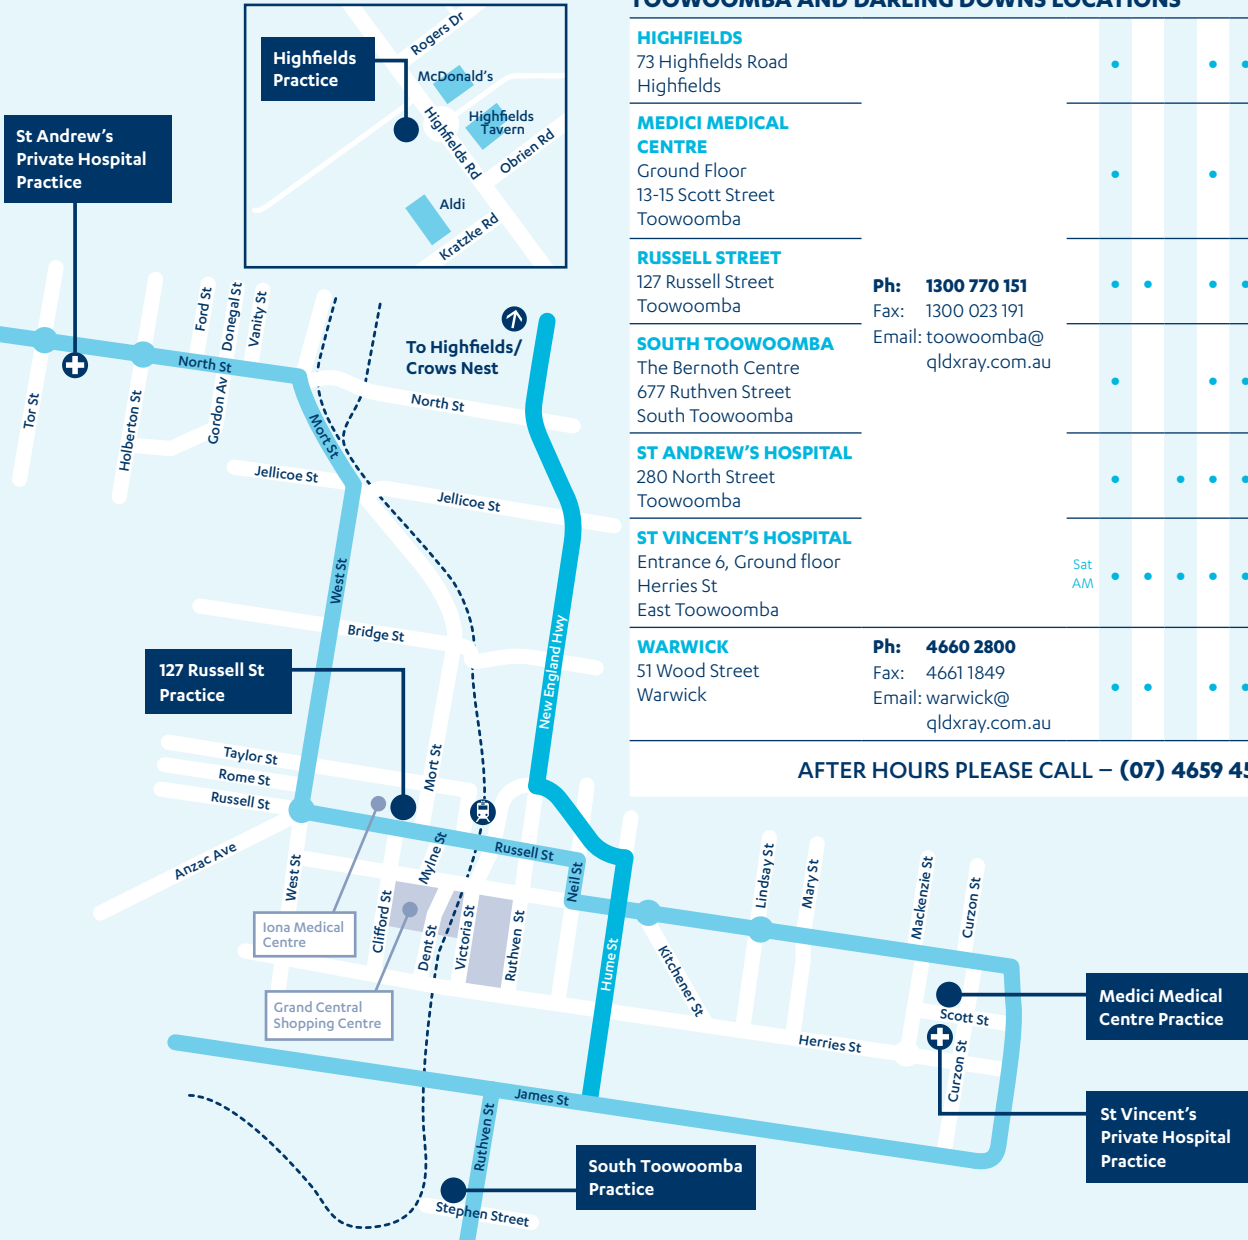 TOOWOOMBA AND DARLING DOWNS LOCATIONS
HIGHFIELDS
73 Highfields Road
Highfields
MEDICI MEDICAL
CENTRE
Ground Floor
13-15 Scott Street
Toowoomba
RUSSELL STREET
127 Russell Street
Toowoomba
SOUTH TOOWOOMBA
The Bernoth Centre
677 Ruthven Street
South Toowoomba
ST ANDREW'S HOSPITAL
280 North Street
Toowoomba
ST VINCENT'S HOSPITAL
Entrance 6, Ground floor
Herries St
East Toowoomba
Ph: 1300 770 151
Fax: 1300 023 191
Email: toowoomba@
qldxray.com.au
Sat
AM
WARWICK
51 Wood Street
Warwick
Ph: 4660 2800
Fax: 4661 1849
Email: warwick@
qldxray.com.au
AFTER HOURS PLEASE CALL – (07) 4659 45
Highfields
Practice
Rogers Dr
McDonald's
Highfields
Tavern
Highfields Rd
Obrien Rd
Aldi
Kratzke Rd
St Andrew's
Private Hospital
Practice
Ford St
Donegal St
Vanity St
To Highfields/
Crows Nest
North St
Tor St
Holberton St
Gordon Av
Mort St
North St
Jellicoe St
Jellicoe St
West St
Bridge St
New England Hwy
127 Russell St
Practice
Taylor St
Rome St
Russell St
Mort St
Anzac Ave
West St
Mylne St
Russell St
Neil St
Iona Medical
Centre
Clifford St
Dent St
Victoria St
Ruthven St
Hume St
Grand Central
Shopping Centre
Lindsay St
Mary St
Mackenzie St
Curzon St
Kitchener St
Herries St
Scott St
Curzon St
Medici Medical
Centre Practice
St Vincent's
Private Hospital
Practice
James St
Ruthven St
South Toowoomba
Practice
Stephen Street